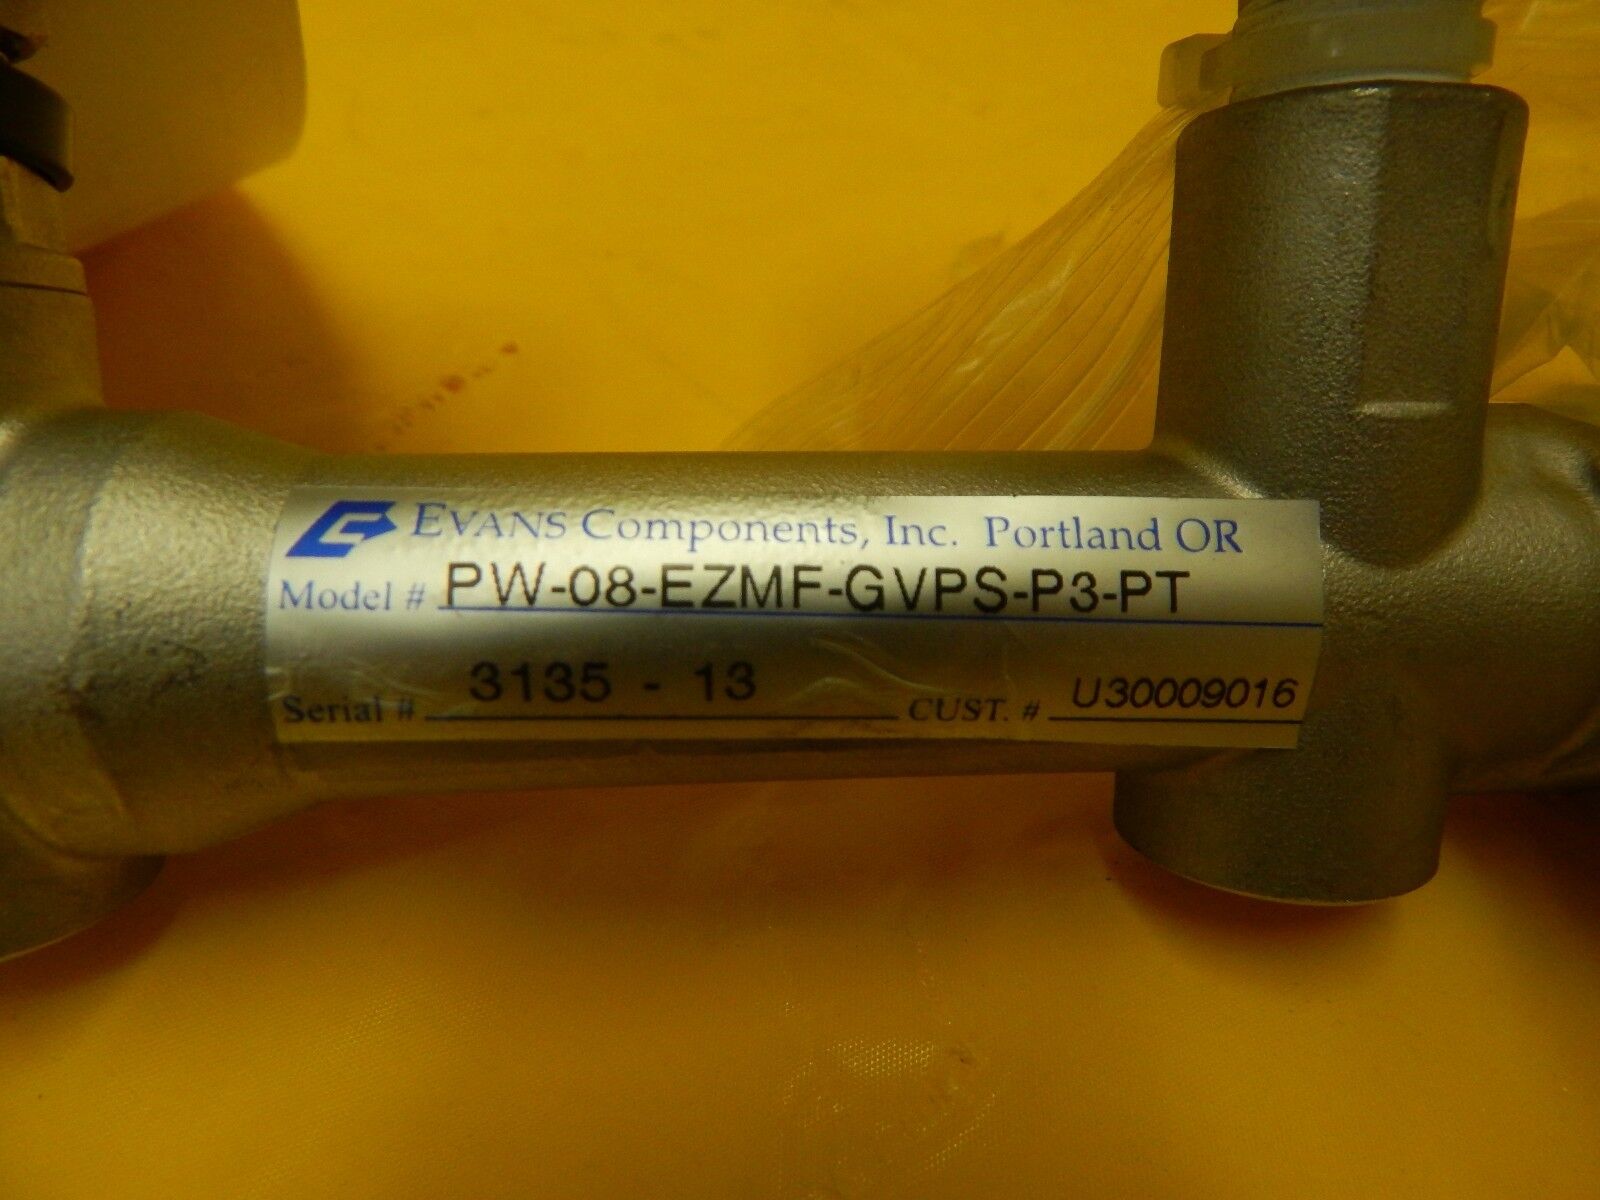 EVANS Components, Inc. Portland OR
Model # PW-08-EZMF-GVPS-P3-PT
Serial # 3135 - 13 CUST. # U30009016